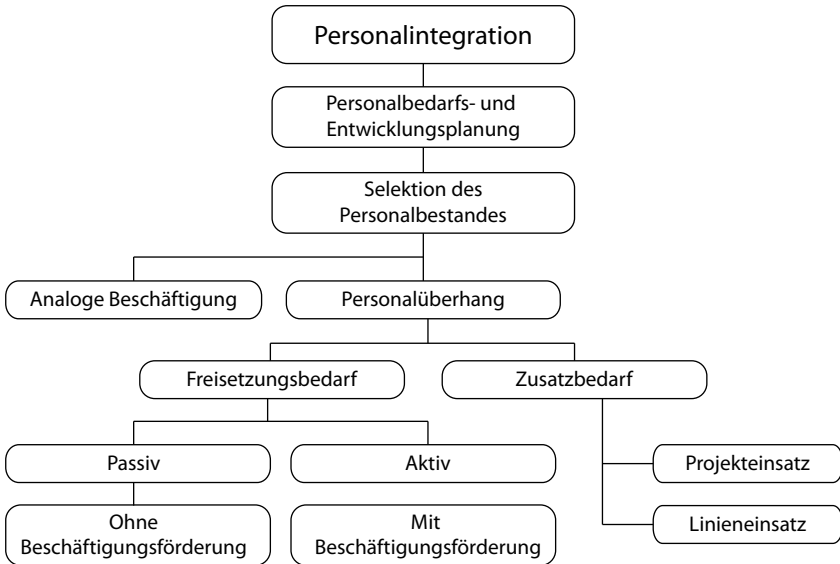 Personalintegration
Personalbedarfs- und
Entwicklungsplanung
Selektion des
Personalbestandes
Analoge Beschäftigung
Personalüberhang
Freisetzungsbedarf
Zusatzbedarf
Passiv
Aktiv
Projekteinsatz
Ohne
Beschäftigungsförderung
Mit
Beschäftigungsförderung
Linieneinsatz